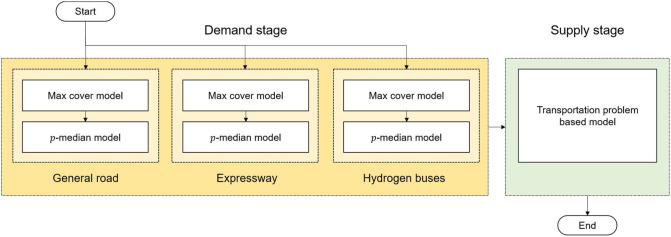 Start
Demand stage
Supply stage
Max cover model
p-median model
General road
Max cover model
p-median model
Expressway
Max cover model
p-median model
Hydrogen buses
Transportation problem
based model
End